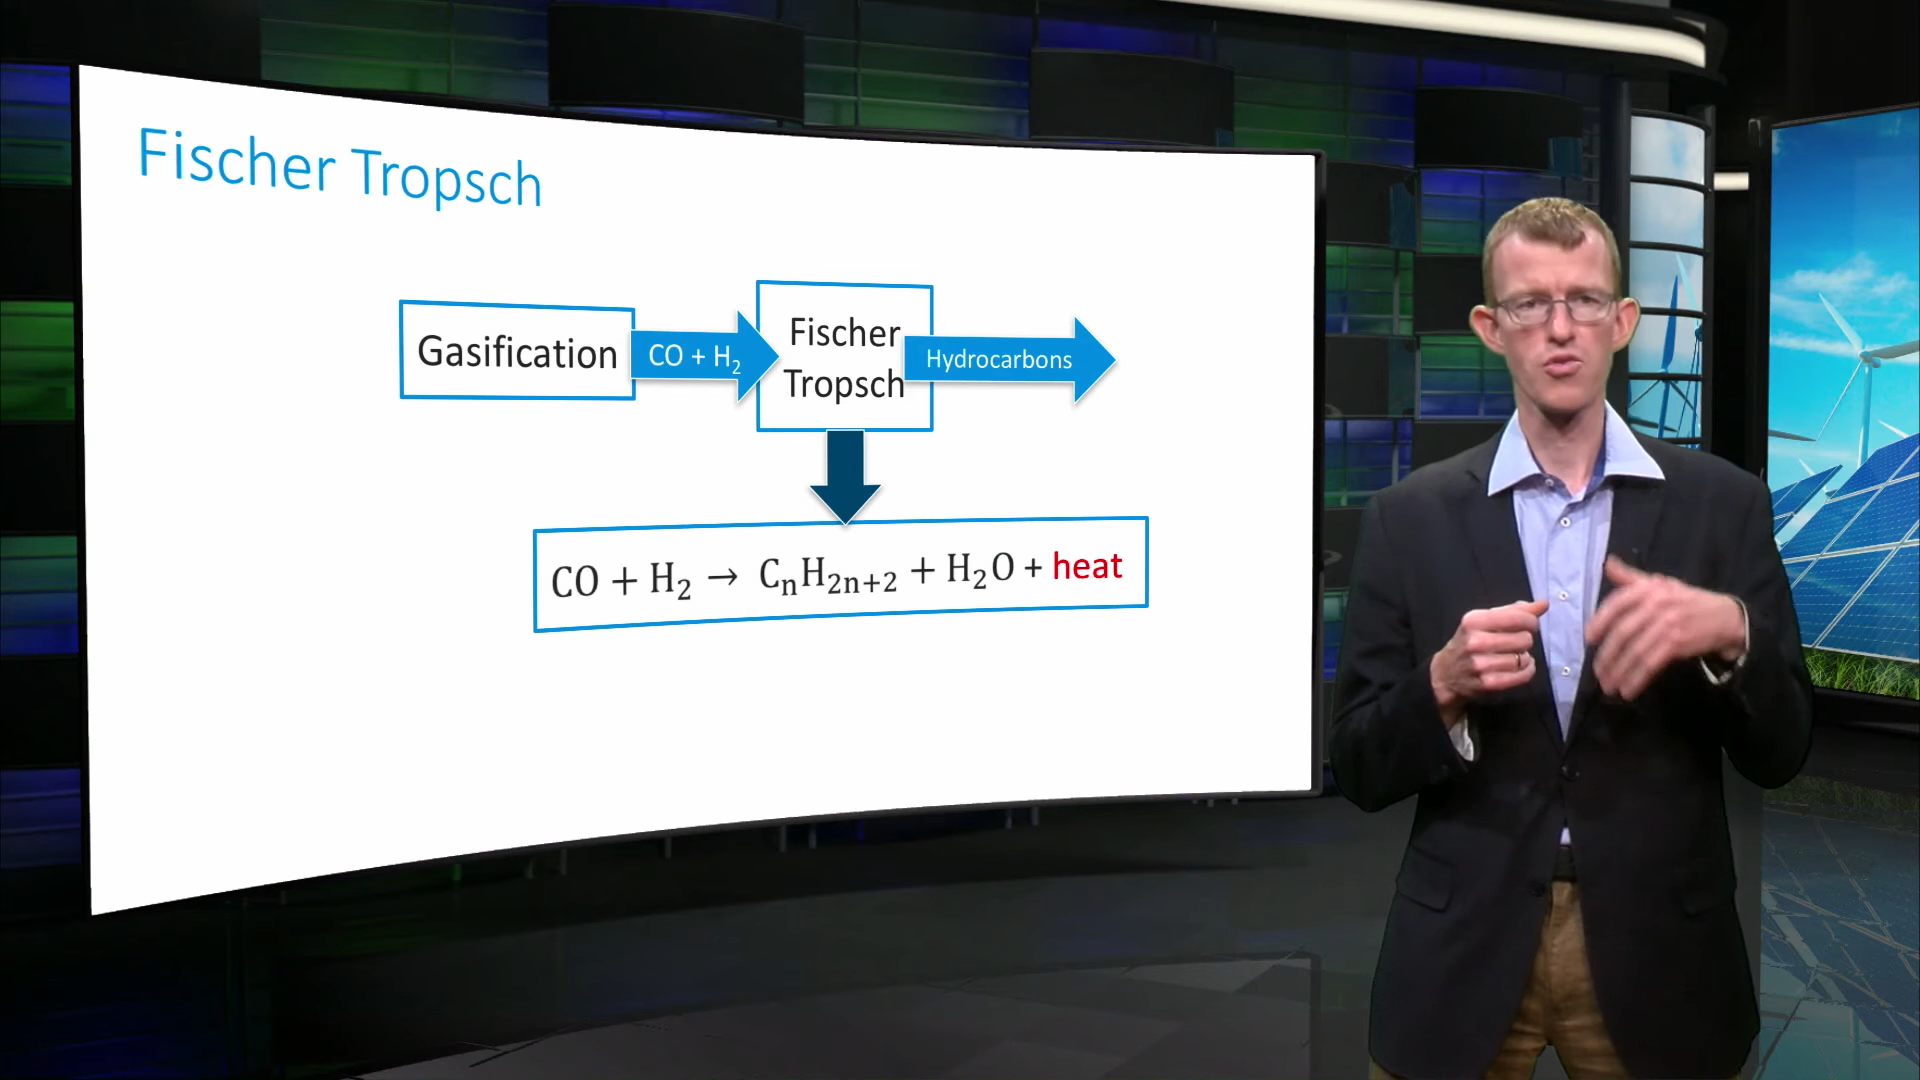 Fischer Tropsch
Gasification
CO + H₂
Fischer
Tropsch
Hydrocarbons
CO + H₂ → CₙH₂ₙ₊₂ + H₂O + heat